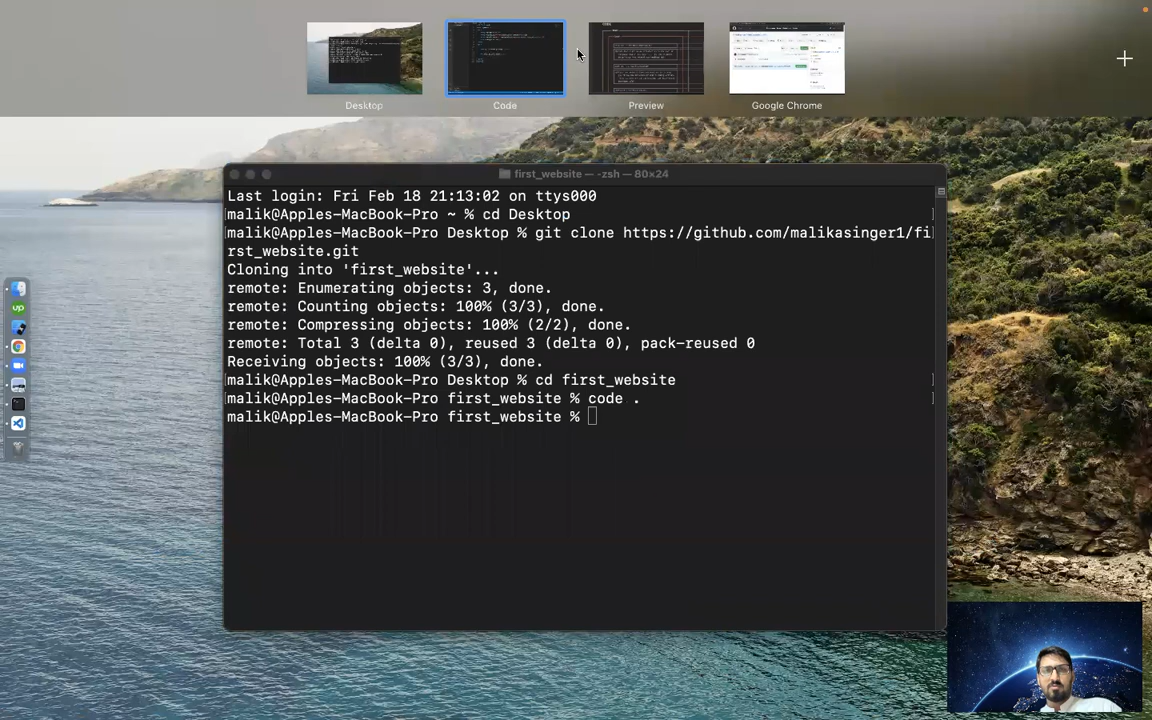 Desktop
Code
Preview
Google Chrome
first_website — -zsh — 80×24
Last login: Fri Feb 18 21:13:02 on ttys000
[malik@Apples-MacBook-Pro ~ % cd Desktop ]
[malik@Apples-MacBook-Pro Desktop % git clone https://github.com/malikasinger1/fi]
rst_website.git
Cloning into 'first_website'...
remote: Enumerating objects: 3, done.
remote: Counting objects: 100% (3/3), done.
remote: Compressing objects: 100% (2/2), done.
remote: Total 3 (delta 0), reused 3 (delta 0), pack-reused 0
Receiving objects: 100% (3/3), done.
[malik@Apples-MacBook-Pro Desktop % cd first_website ]
[malik@Apples-MacBook-Pro first_website % code . ]
malik@Apples-MacBook-Pro first_website %
up